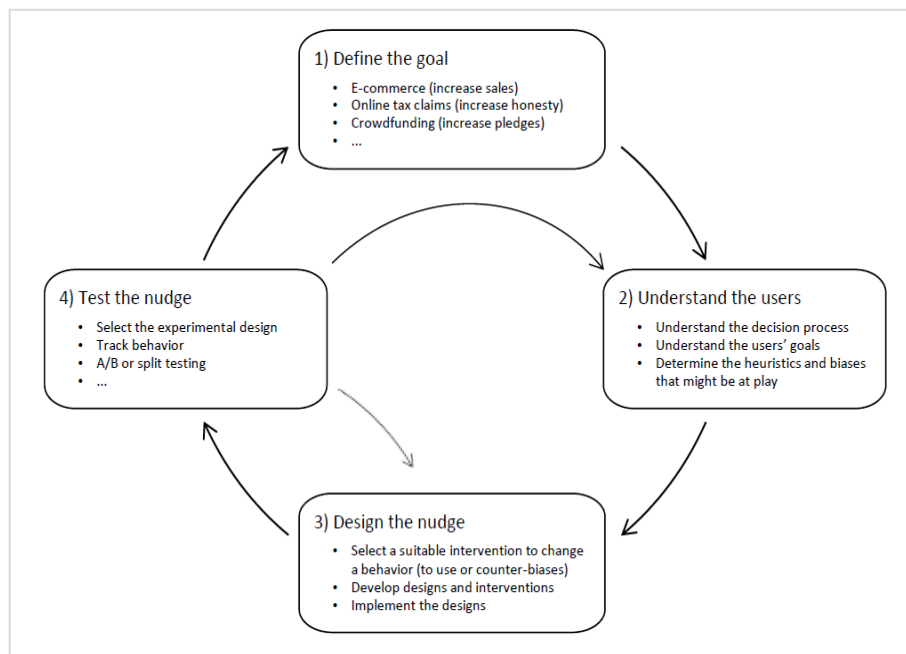 1) Define the goal
• E-commerce (increase sales)
• Online tax claims (increase honesty)
• Crowdfunding (increase pledges)
• ...
4) Test the nudge
• Select the experimental design
• Track behavior
• A/B or split testing
• ...
2) Understand the users
• Understand the decision process
• Understand the users’ goals
• Determine the heuristics and biases
that might be at play
3) Design the nudge
• Select a suitable intervention to change
a behavior (to use or counter-biases)
• Develop designs and interventions
• Implement the designs